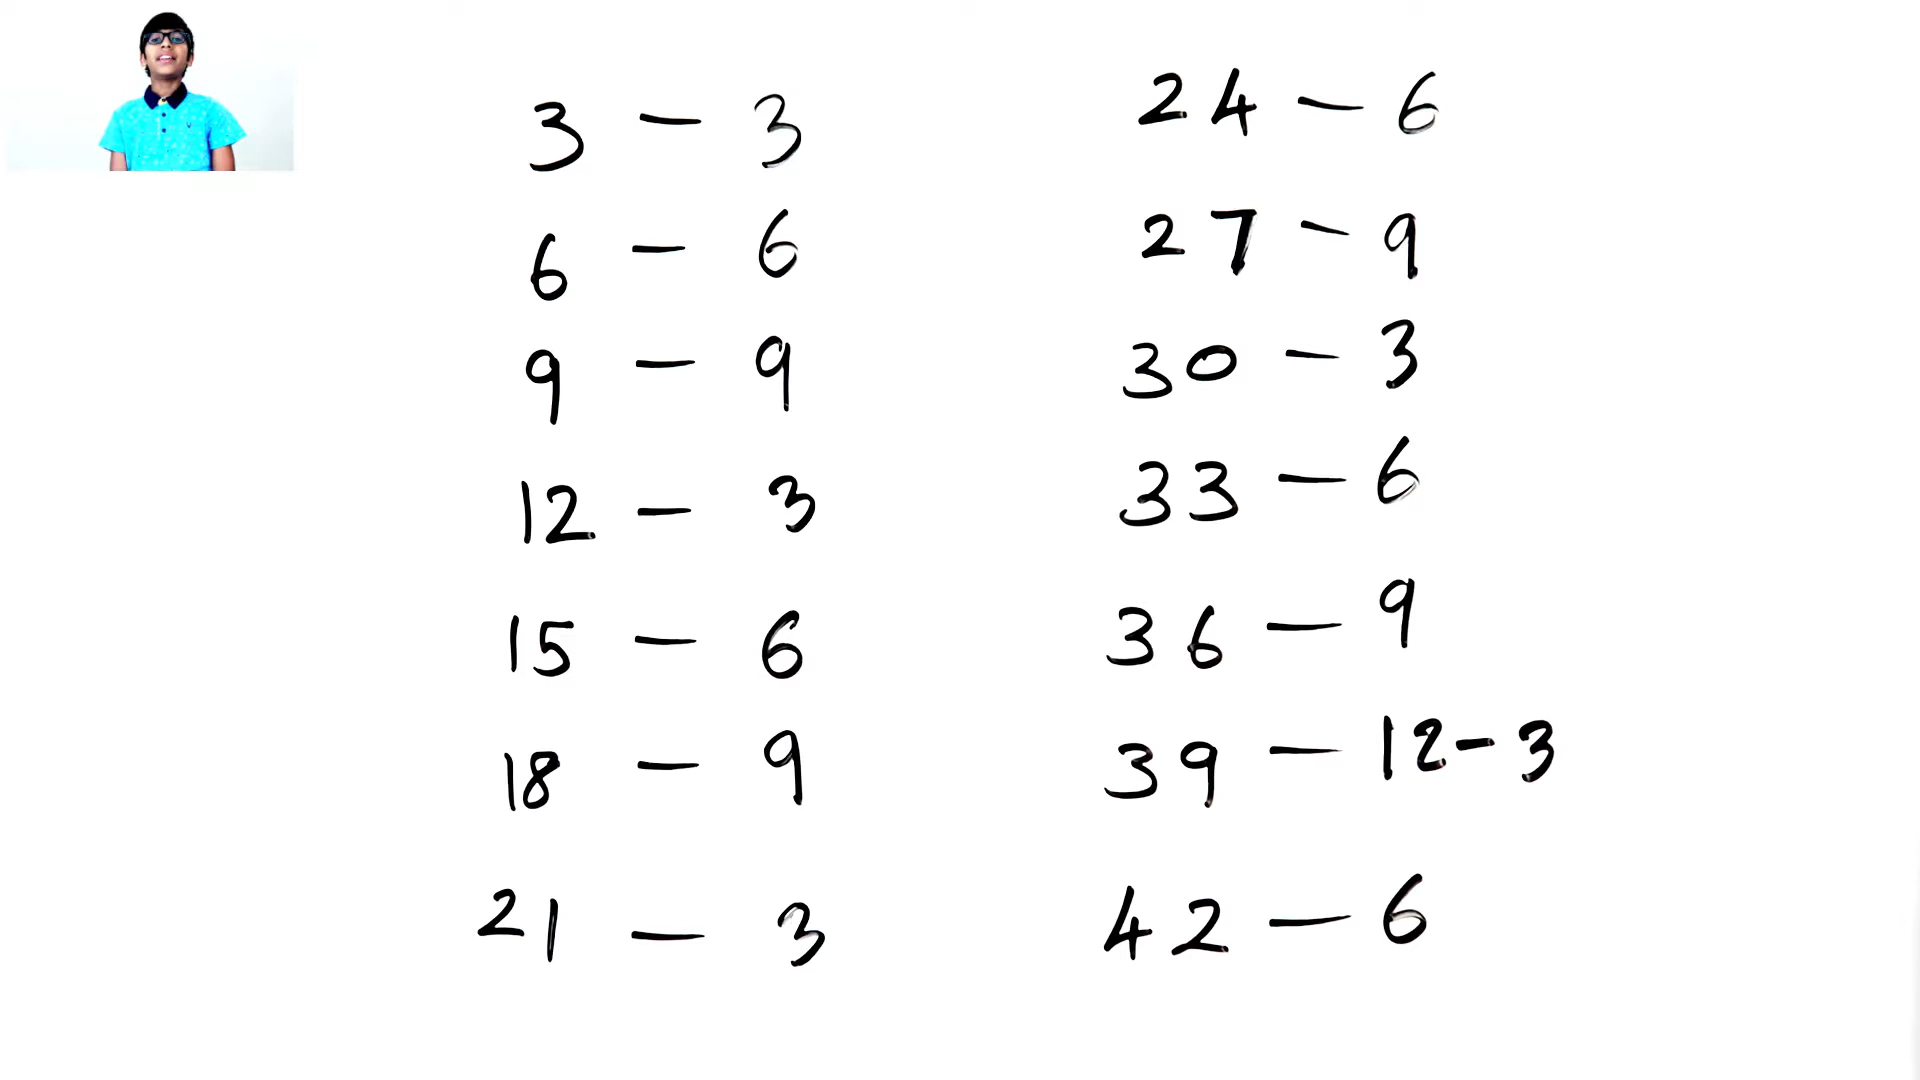 3 — 3
6 — 6
9 — 9
12 — 3
15 — 6
18 — 9
21 — 3
24 — 6
27 — 9
30 — 3
33 — 6
36 — 9
39 — 12 - 3
42 — 6